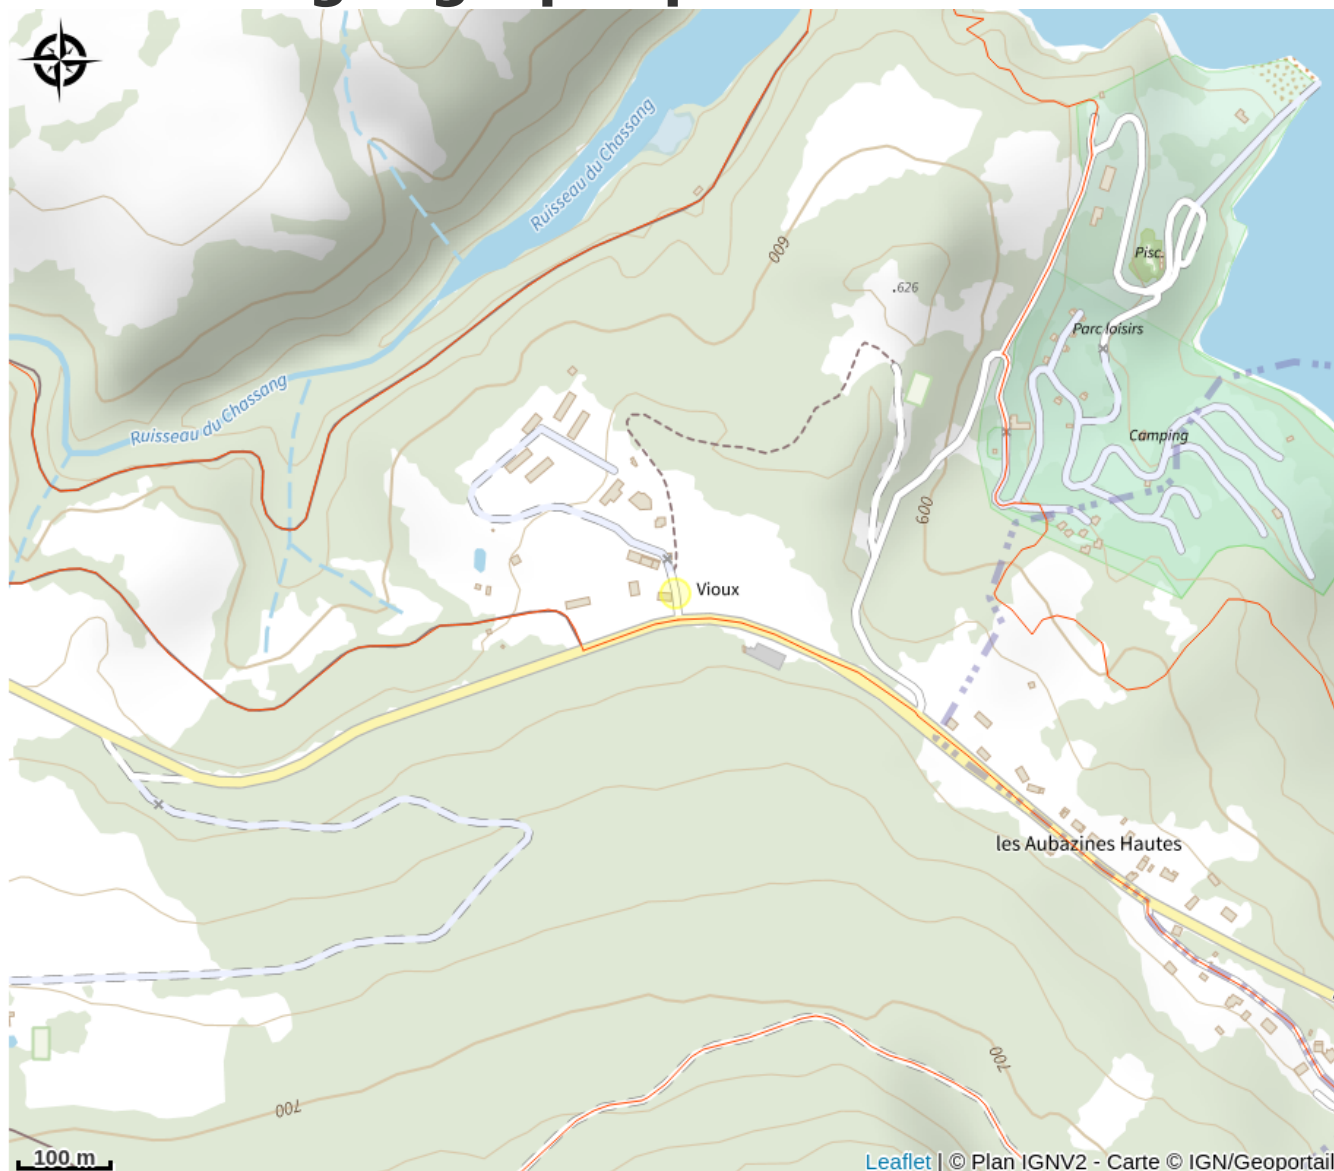 Ruisseau du Chassang
Pisc.
600
.626
Parc loisirs
Ruisseau du Chassang
Camping
600
Vioux
les Aubazines Hautes
700
700
100 m
Leaflet | © Plan IGNV2 - Carte © IGN/Geoportail